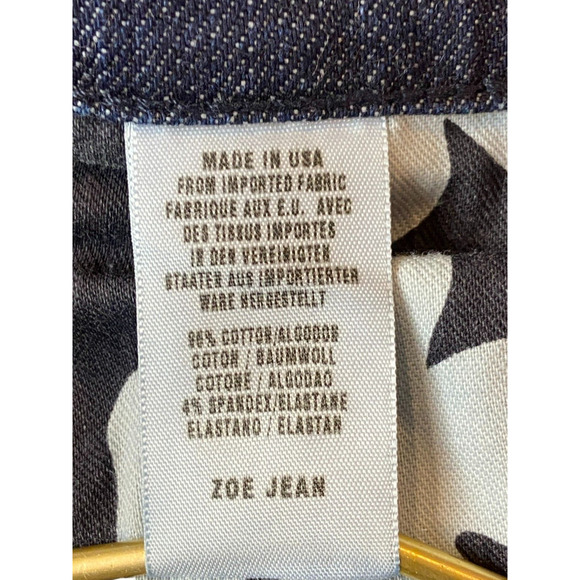 MADE IN USA
FROM IMPORTED FABRIC
FABRIQUE AUX E.U. AVEC
DES TISSUS IMPORTES
IN DEN VEREINIGTEN
STAATEN AUS IMPORTIERTER
WARE HERGESTELLT
96% COTTON/ALGODON
COTON / BAUMWOLL
COTONE / ALGODAO
4% SPANDEX/ELASTANE
ELASTANO / ELASTAN
ZOE JEAN